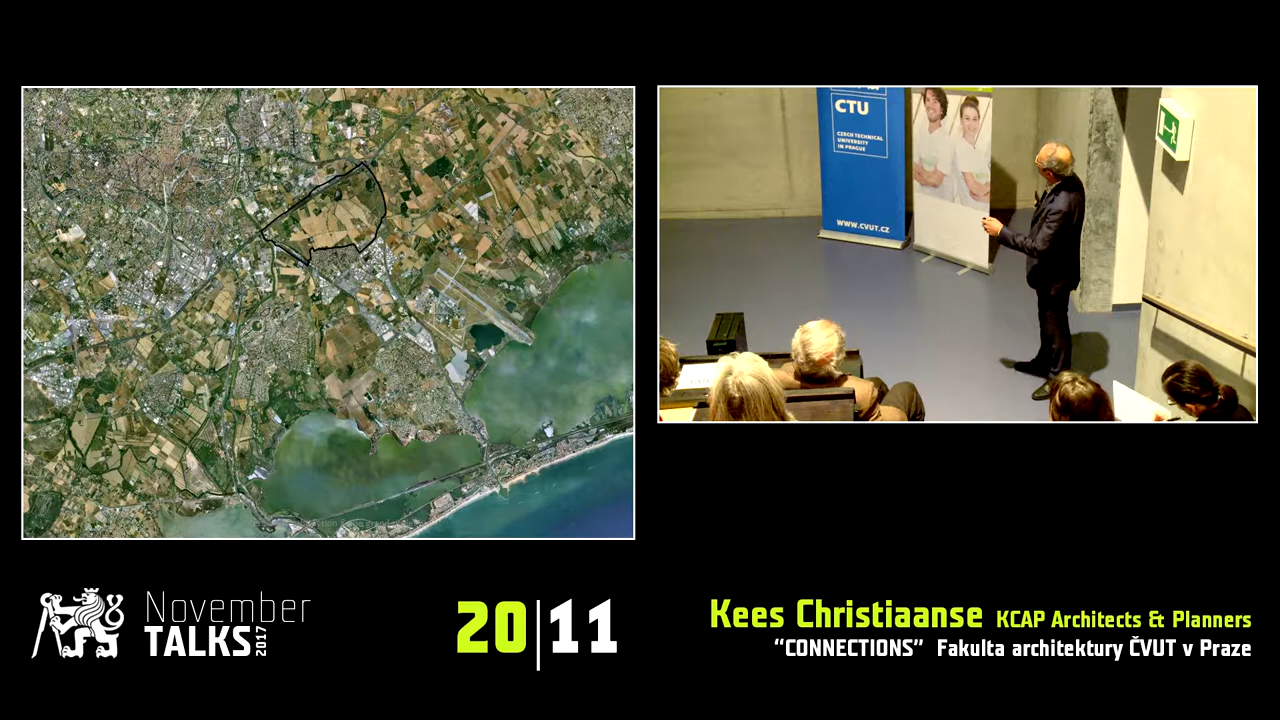 CTU
CZECH TECHNICAL
UNIVERSITY
IN PRAGUE
WWW.CVUT.CZ
November
TALKS 2017
20|11
Kees Christiaanse KCAP Architects & Planners
“CONNECTIONS” Fakulta architektury ČVUT v Praze